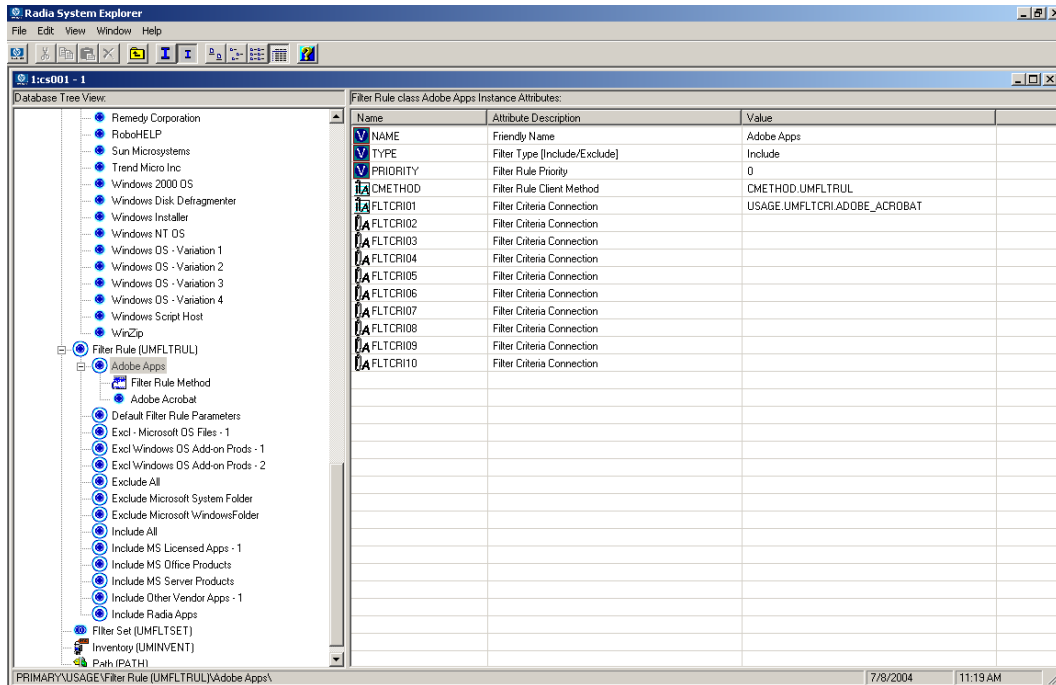 Radia System Explorer
File Edit View Window Help
1:cs001 - 1
Database Tree View:
Remedy Corporation
RoboHELP
Sun Microsystems
Trend Micro Inc
Windows 2000 OS
Windows Disk Defragmenter
Windows Installer
Windows NT OS
Windows OS - Variation 1
Windows OS - Variation 2
Windows OS - Variation 3
Windows OS - Variation 4
Windows Script Host
WinZip
Filter Rule (UMFLTRUL)
Adobe Apps
Filter Rule Method
Adobe Acrobat
Default Filter Rule Parameters
Excl - Microsoft OS Files - 1
Excl Windows OS Add-on Prods - 1
Excl Windows OS Add-on Prods - 2
Exclude All
Exclude Microsoft System Folder
Exclude Microsoft WindowsFolder
Include All
Include MS Licensed Apps - 1
Include MS Office Products
Include MS Server Products
Include Other Vendor Apps - 1
Include Radia Apps
FIlter Set (UMFLTSET)
Inventory (UMINVENT)
Path (PATH)
Filter Rule class Adobe Apps Instance Attributes:
Name Attribute Description Value
V NAME Friendly Name Adobe Apps
V TYPE Filter Type [Include/Exclude] Include
V PRIORITY Filter Rule Priority 0
A CMETHOD Filter Rule Client Method CMETHOD.UMFLTRUL
A FLTCRI01 Filter Criteria Connection USAGE.UMFLTCRI.ADOBE_ACROBAT
A FLTCRI02 Filter Criteria Connection
A FLTCRI03 Filter Criteria Connection
A FLTCRI04 Filter Criteria Connection
A FLTCRI05 Filter Criteria Connection
A FLTCRI06 Filter Criteria Connection
A FLTCRI07 Filter Criteria Connection
A FLTCRI08 Filter Criteria Connection
A FLTCRI09 Filter Criteria Connection
A FLTCRI10 Filter Criteria Connection
PRIMARY\USAGE\Filter Rule (UMFLTRUL)\Adobe Apps\ 7/8/2004 11:19 AM